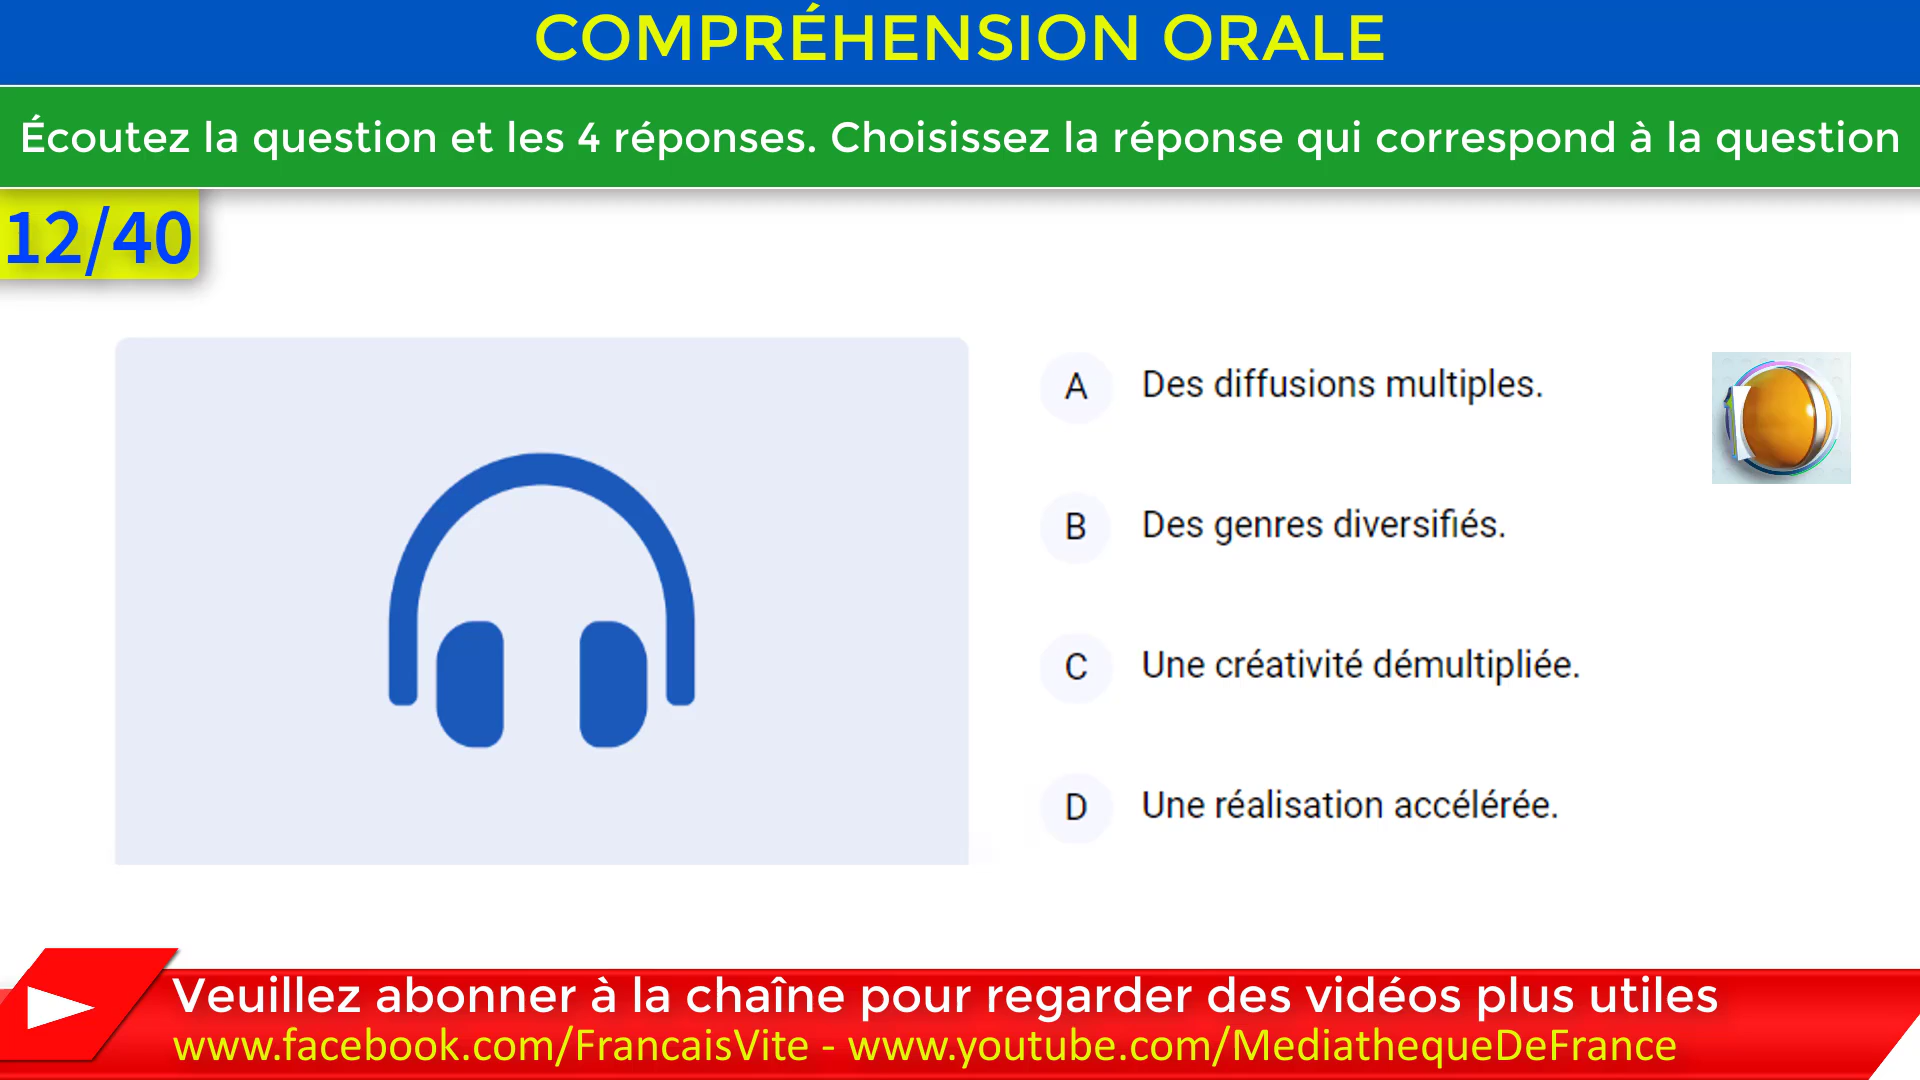 COMPRÉHENSION ORALE
Écoutez la question et les 4 réponses. Choisissez la réponse qui correspond à la question
12/40
A Des diffusions multiples.
B Des genres diversifiés.
C Une créativité démultipliée.
D Une réalisation accélérée.
Veuillez abonner à la chaîne pour regarder des vidéos plus utiles
www.facebook.com/FrancaisVite - www.youtube.com/MediathequeDeFrance